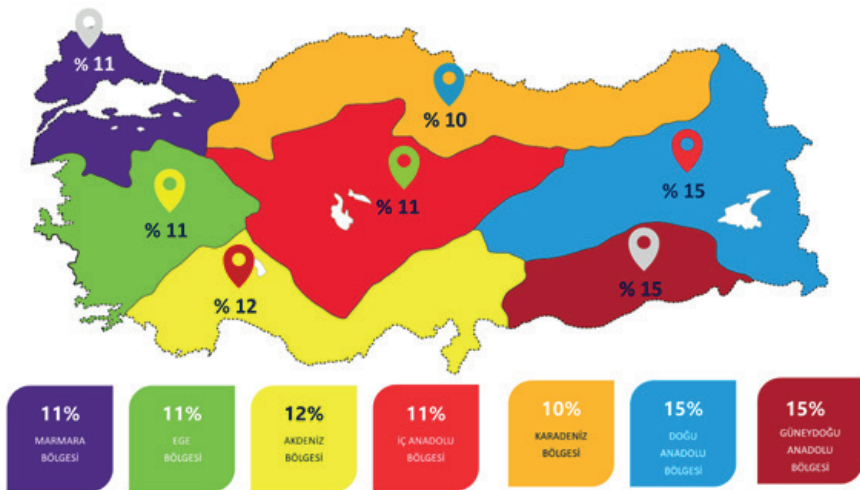 % 11
% 10
% 11
% 15
% 11
% 12
% 15
11%
MARMARA
BÖLGESİ
11%
EGE
BÖLGESİ
12%
AKDENİZ
BÖLGESİ
11%
İÇ ANADOLU
BÖLGESİ
10%
KARADENİZ
BÖLGESİ
15%
DOĞU
ANADOLU
BÖLGESİ
15%
GÜNEYDOĞU
ANADOLU
BÖLGESİ